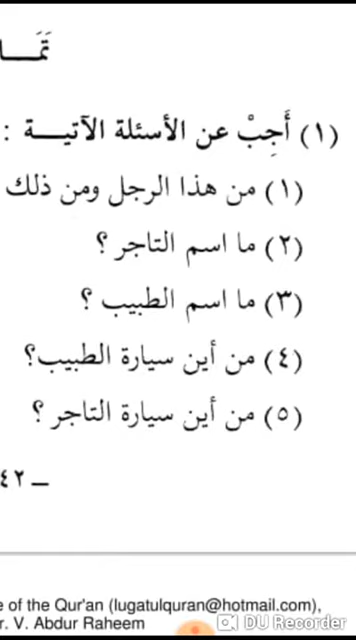 تَمَـــا
(١) أَجِبْ عن الأسئلة الآتيـــة :
(١) من هذا الرجل ومن ذلك
(٢) ما اسم التاجر ؟
(٣) ما اسم الطبيب ؟
(٤) من أين سيارة الطبيب؟
(٥) من أين سيارة التاجر ؟
٤٢ —
e of the Qur'an (lugatulquran@hotmail.com),
r. V. Abdur Raheem
DU Recorder